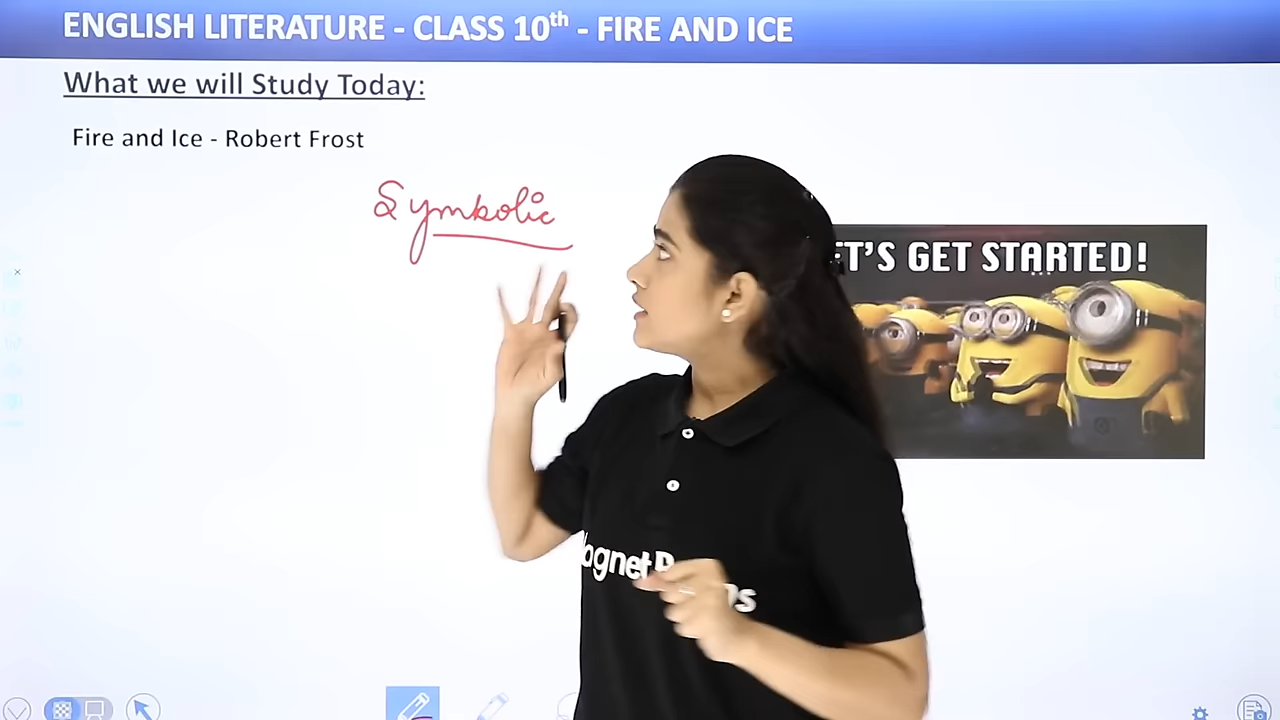 ENGLISH LITERATURE - CLASS 10th - FIRE AND ICE
What we will Study Today:
Fire and Ice - Robert Frost
Symbolic
ET'S GET STARTED!